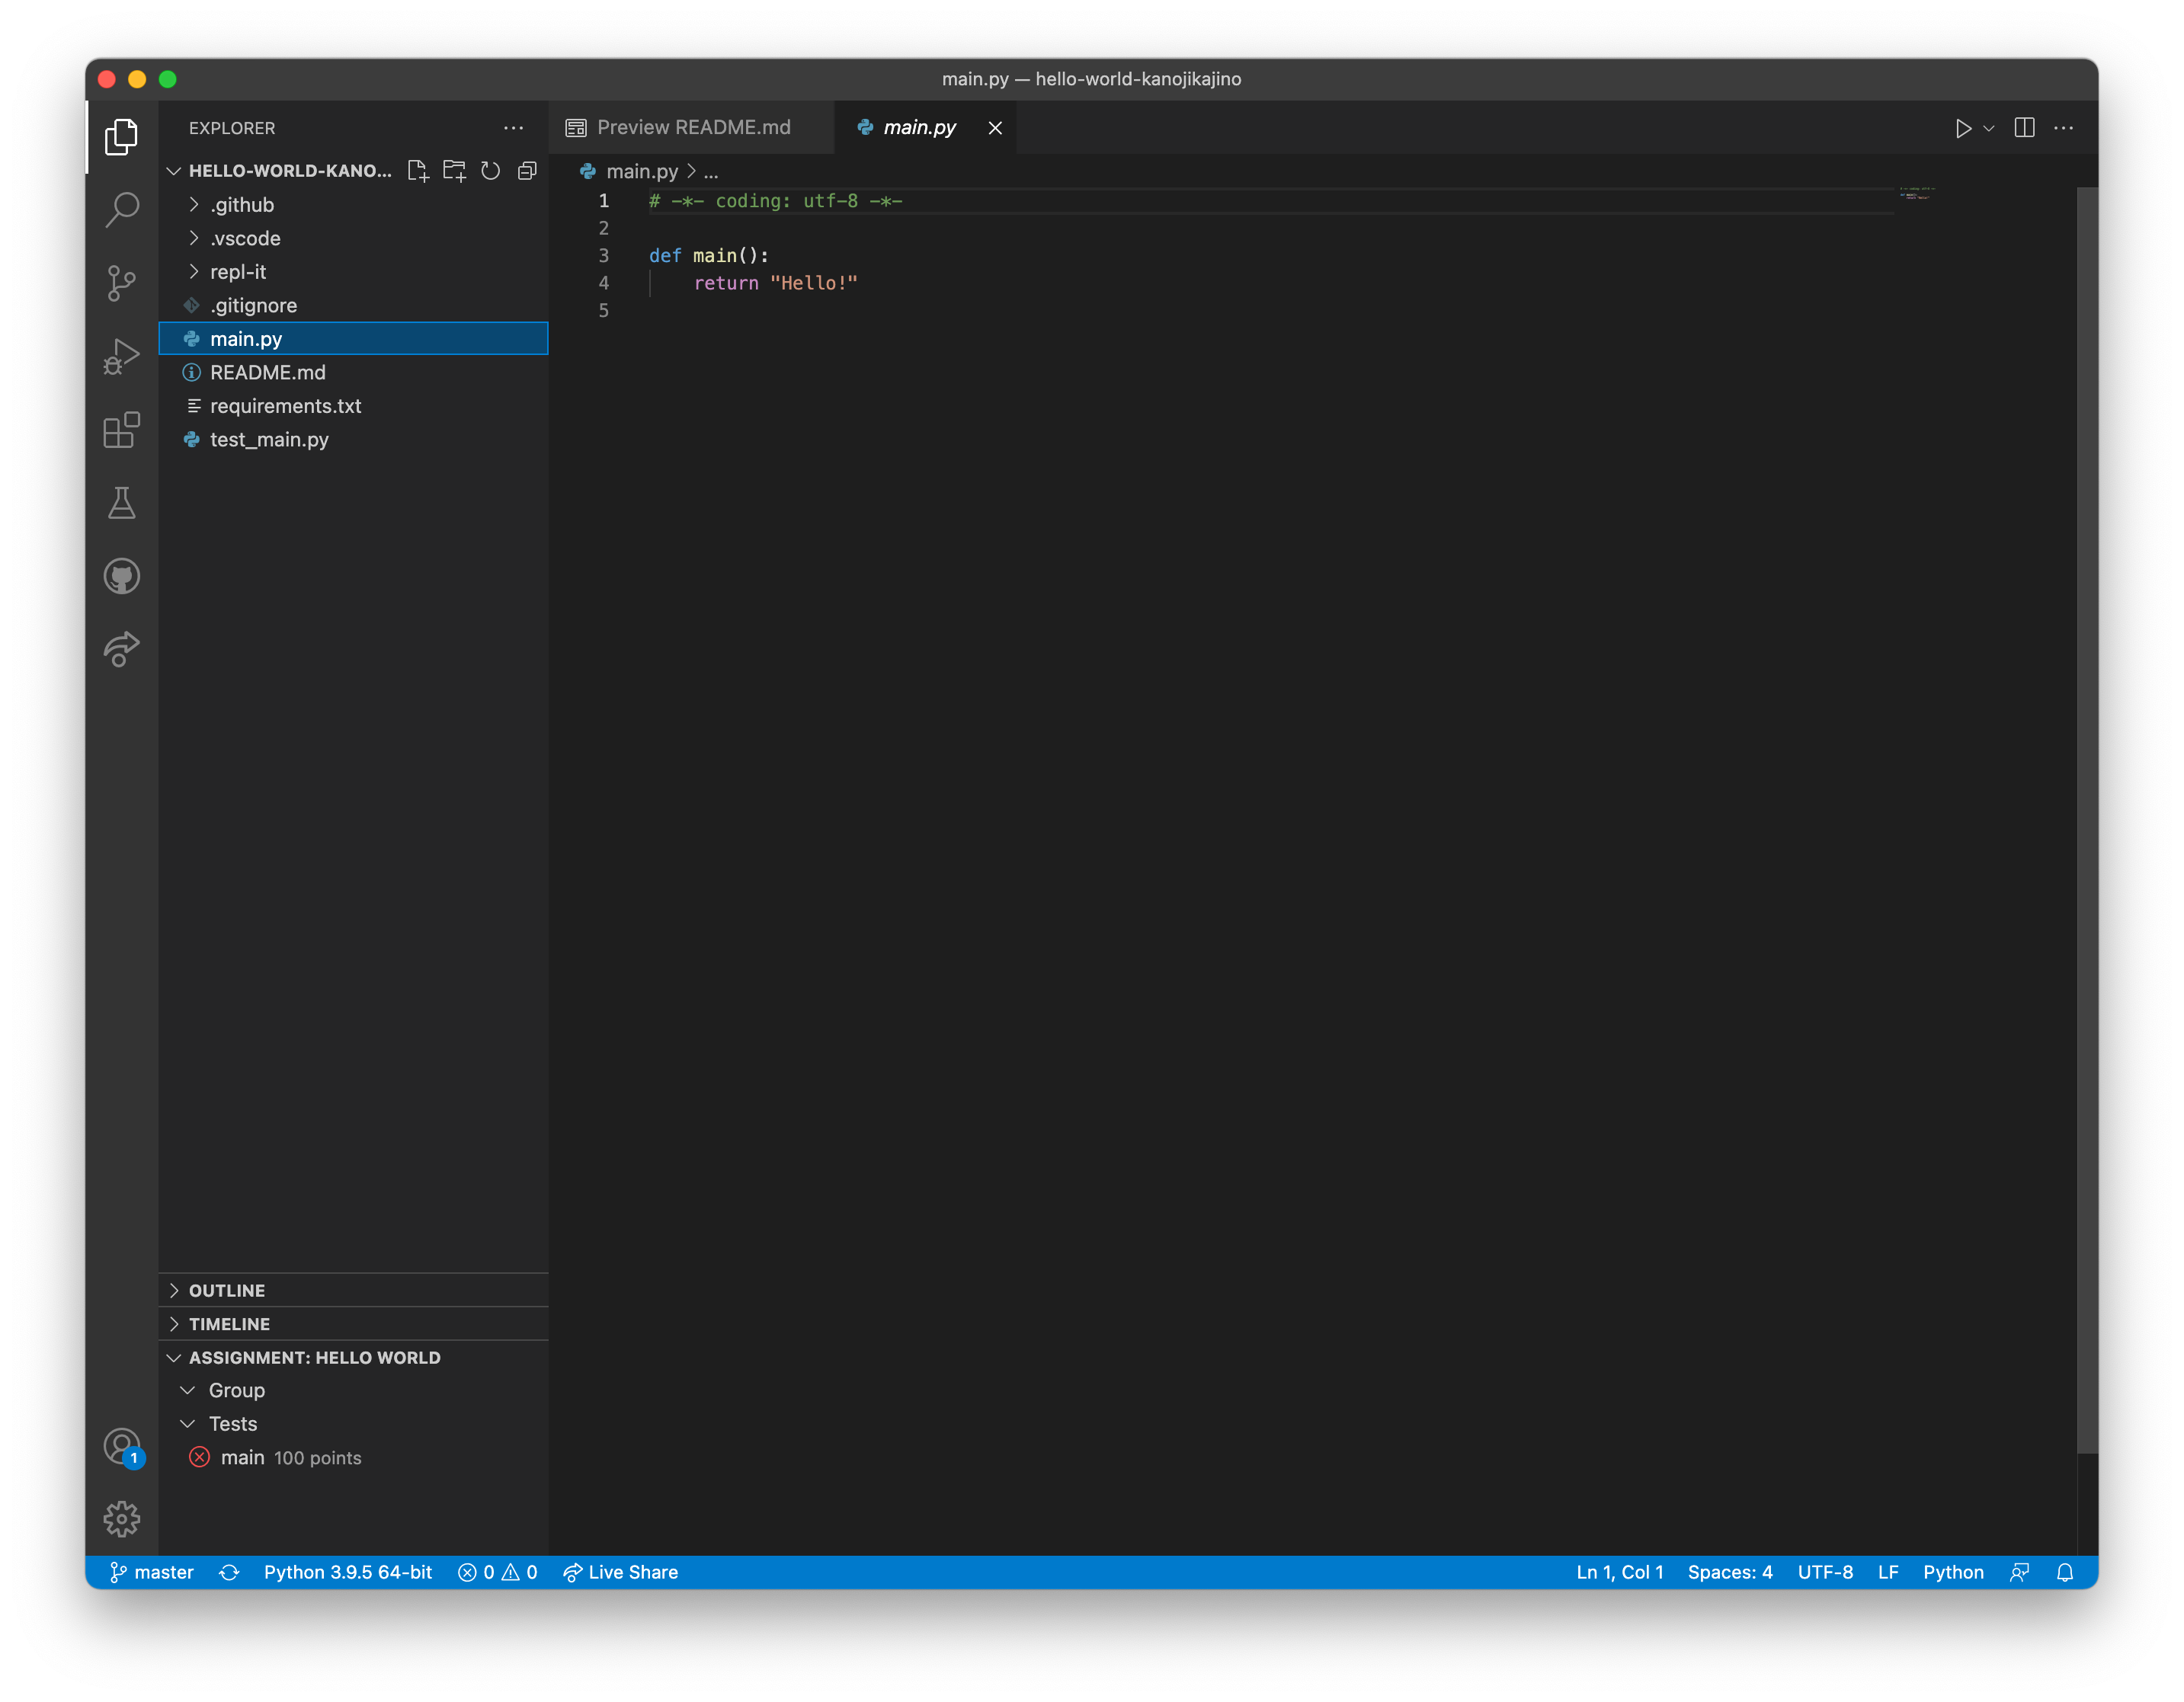 main.py — hello-world-kanojikajino
EXPLORER
HELLO-WORLD-KANO...
.github
.vscode
repl-it
.gitignore
main.py
README.md
requirements.txt
test_main.py
OUTLINE
TIMELINE
ASSIGNMENT: HELLO WORLD
Group
Tests
main 100 points
Preview README.md
main.py
main.py > ...
1 # -*- coding: utf-8 -*-
2
3 def main():
4 return "Hello!"
5
1
master
Python 3.9.5 64-bit
0 0
Live Share
Ln 1, Col 1
Spaces: 4
UTF-8
LF
Python